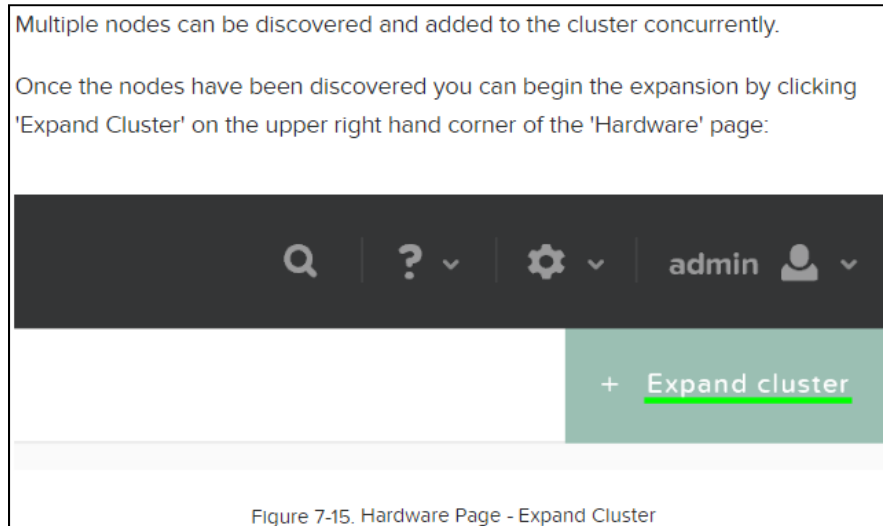 Multiple nodes can be discovered and added to the cluster concurrently.
Once the nodes have been discovered you can begin the expansion by clicking
'Expand Cluster' on the upper right hand corner of the 'Hardware' page:
? admin
+ Expand cluster
Figure 7-15. Hardware Page - Expand Cluster